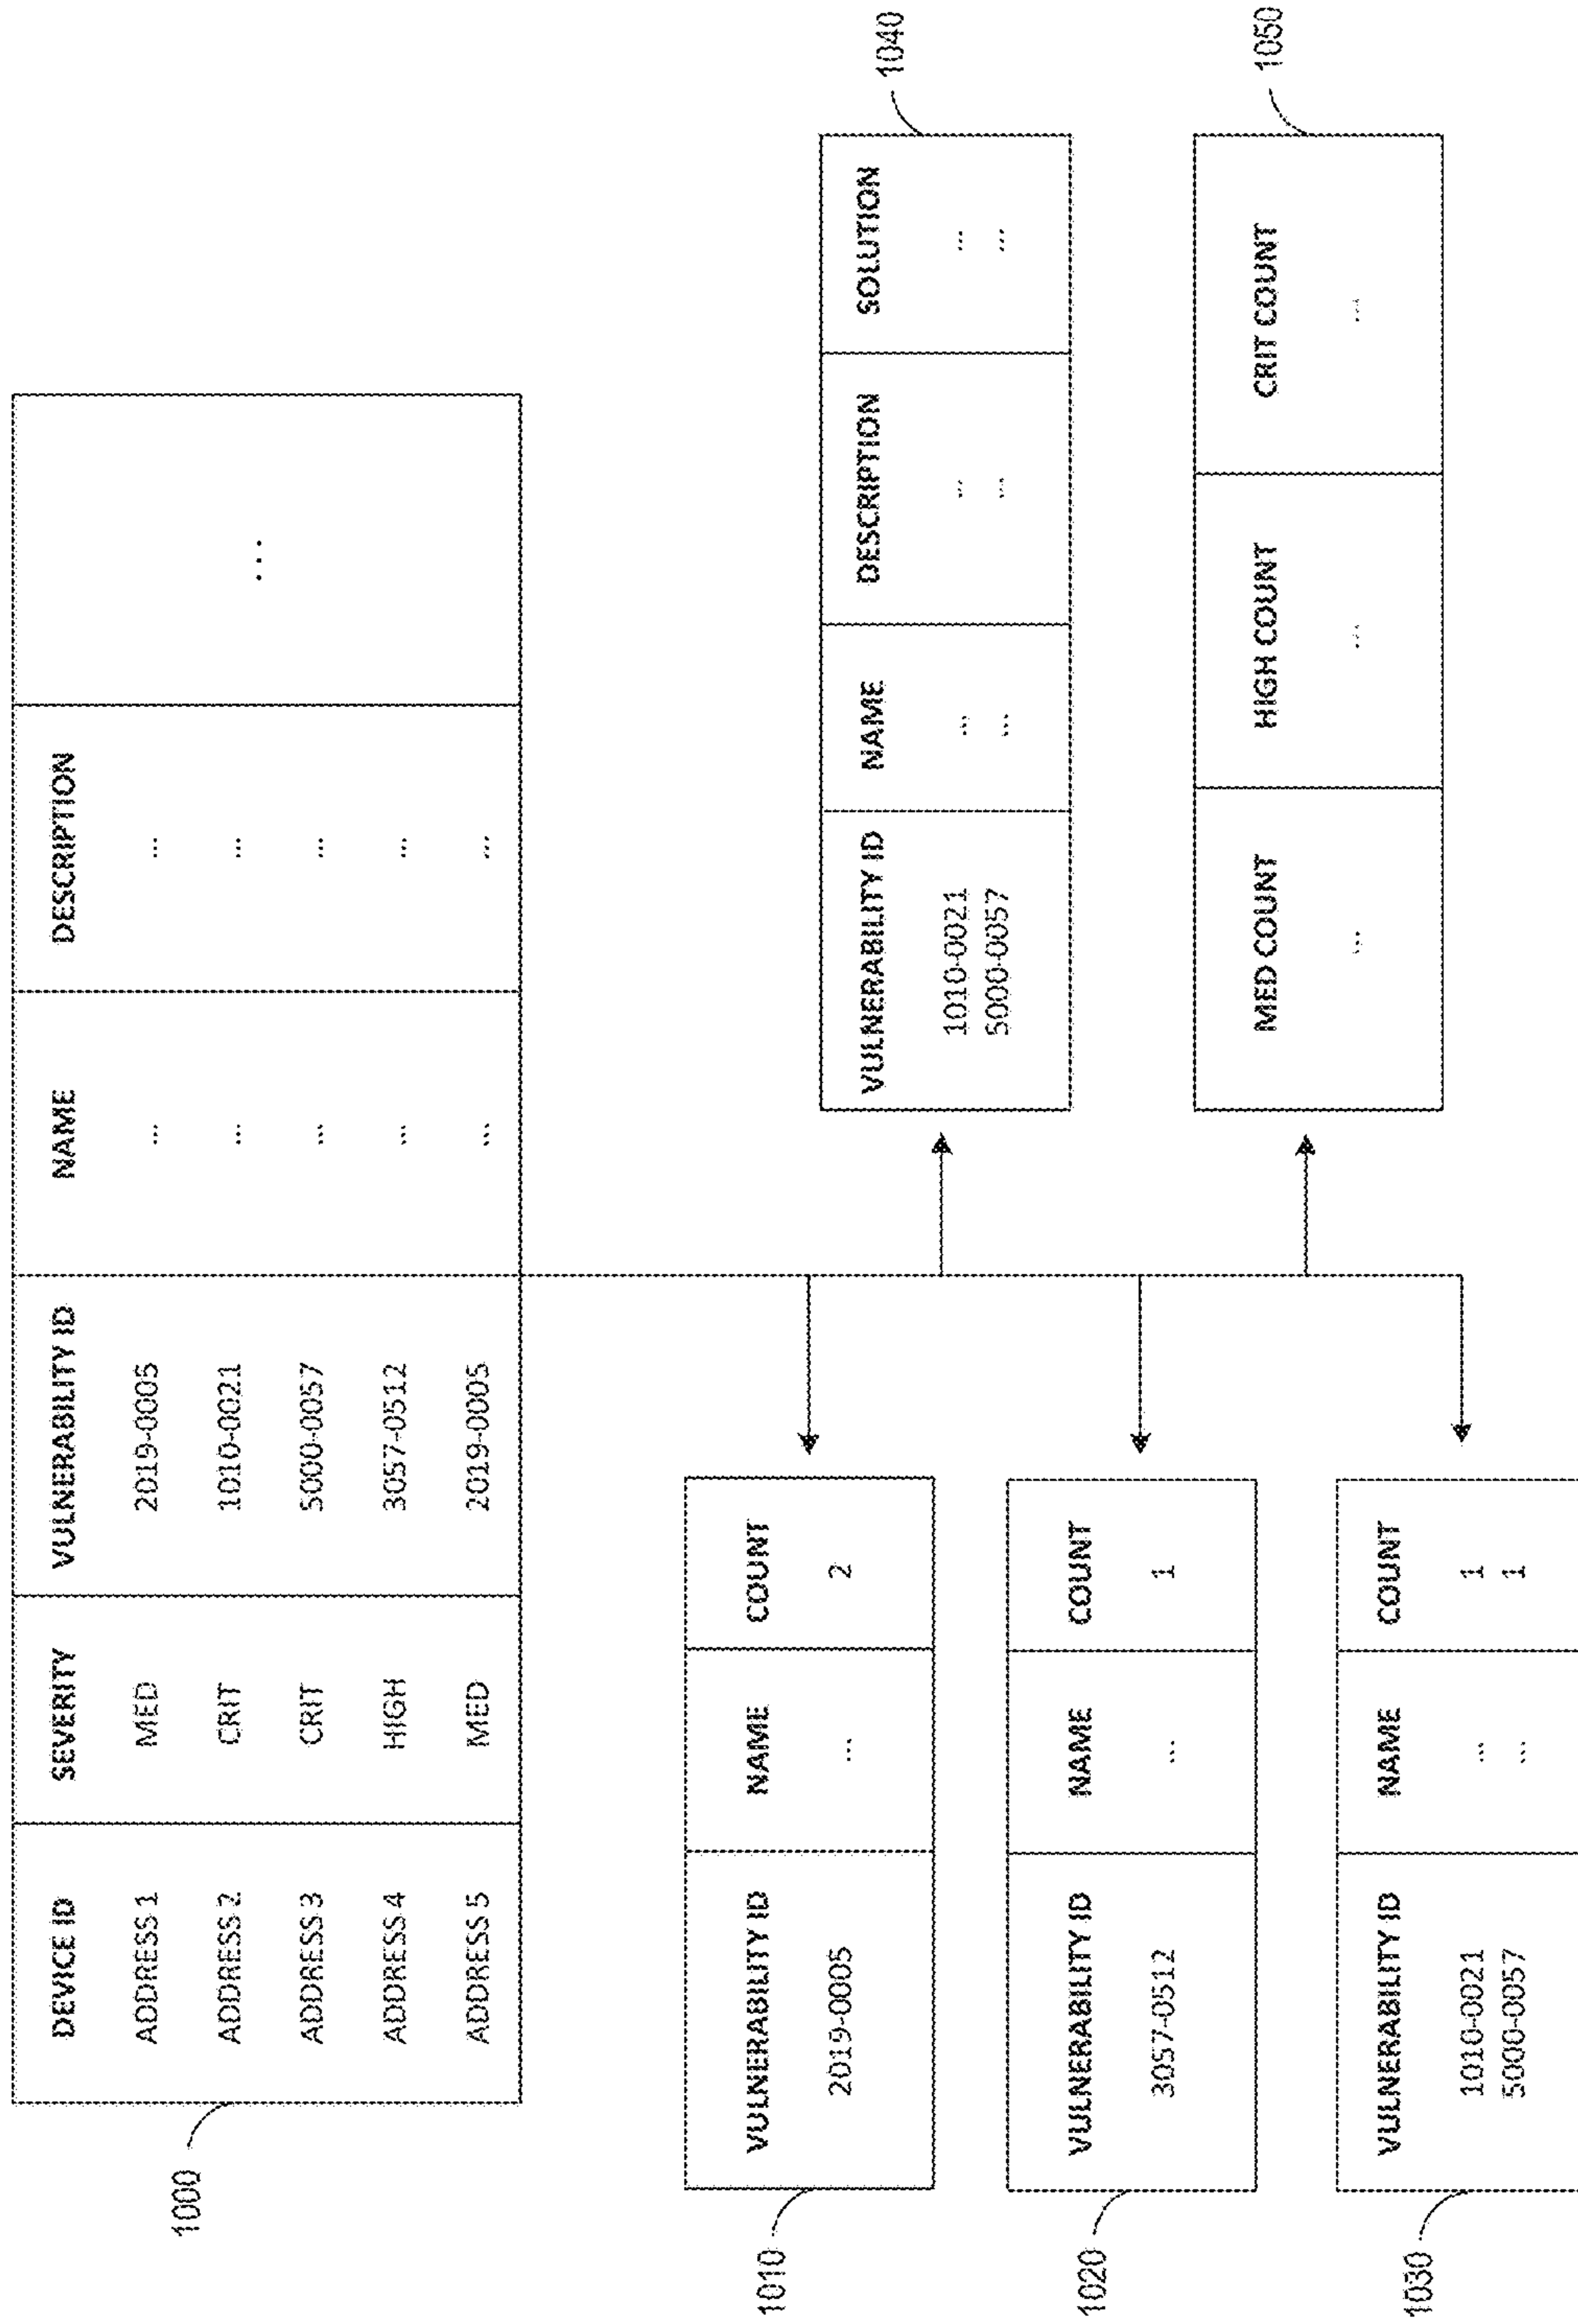 1000
DEVICE ID SEVERITY VULNERABILITY ID NAME DESCRIPTION ...
ADDRESS 1 MED 2019-0005 ... ...
ADDRESS 2 CRIT 1010-0021 ... ...
ADDRESS 3 CRIT 5000-0057 ... ...
ADDRESS 4 HIGH 3057-0512 ... ...
ADDRESS 5 MED 2019-0005 ... ...
1010
VULNERABILITY ID NAME COUNT
2019-0005 ... 2
1020
VULNERABILITY ID NAME COUNT
3057-0512 ... 1
1030
VULNERABILITY ID NAME COUNT
1010-0021 ... 1
5000-0057 ... 1
1040
VULNERABILITY ID NAME DESCRIPTION SOLUTION
1010-0021 ... ... ...
5000-0057 ... ... ...
1050
MED COUNT HIGH COUNT CRIT COUNT
... ... ...